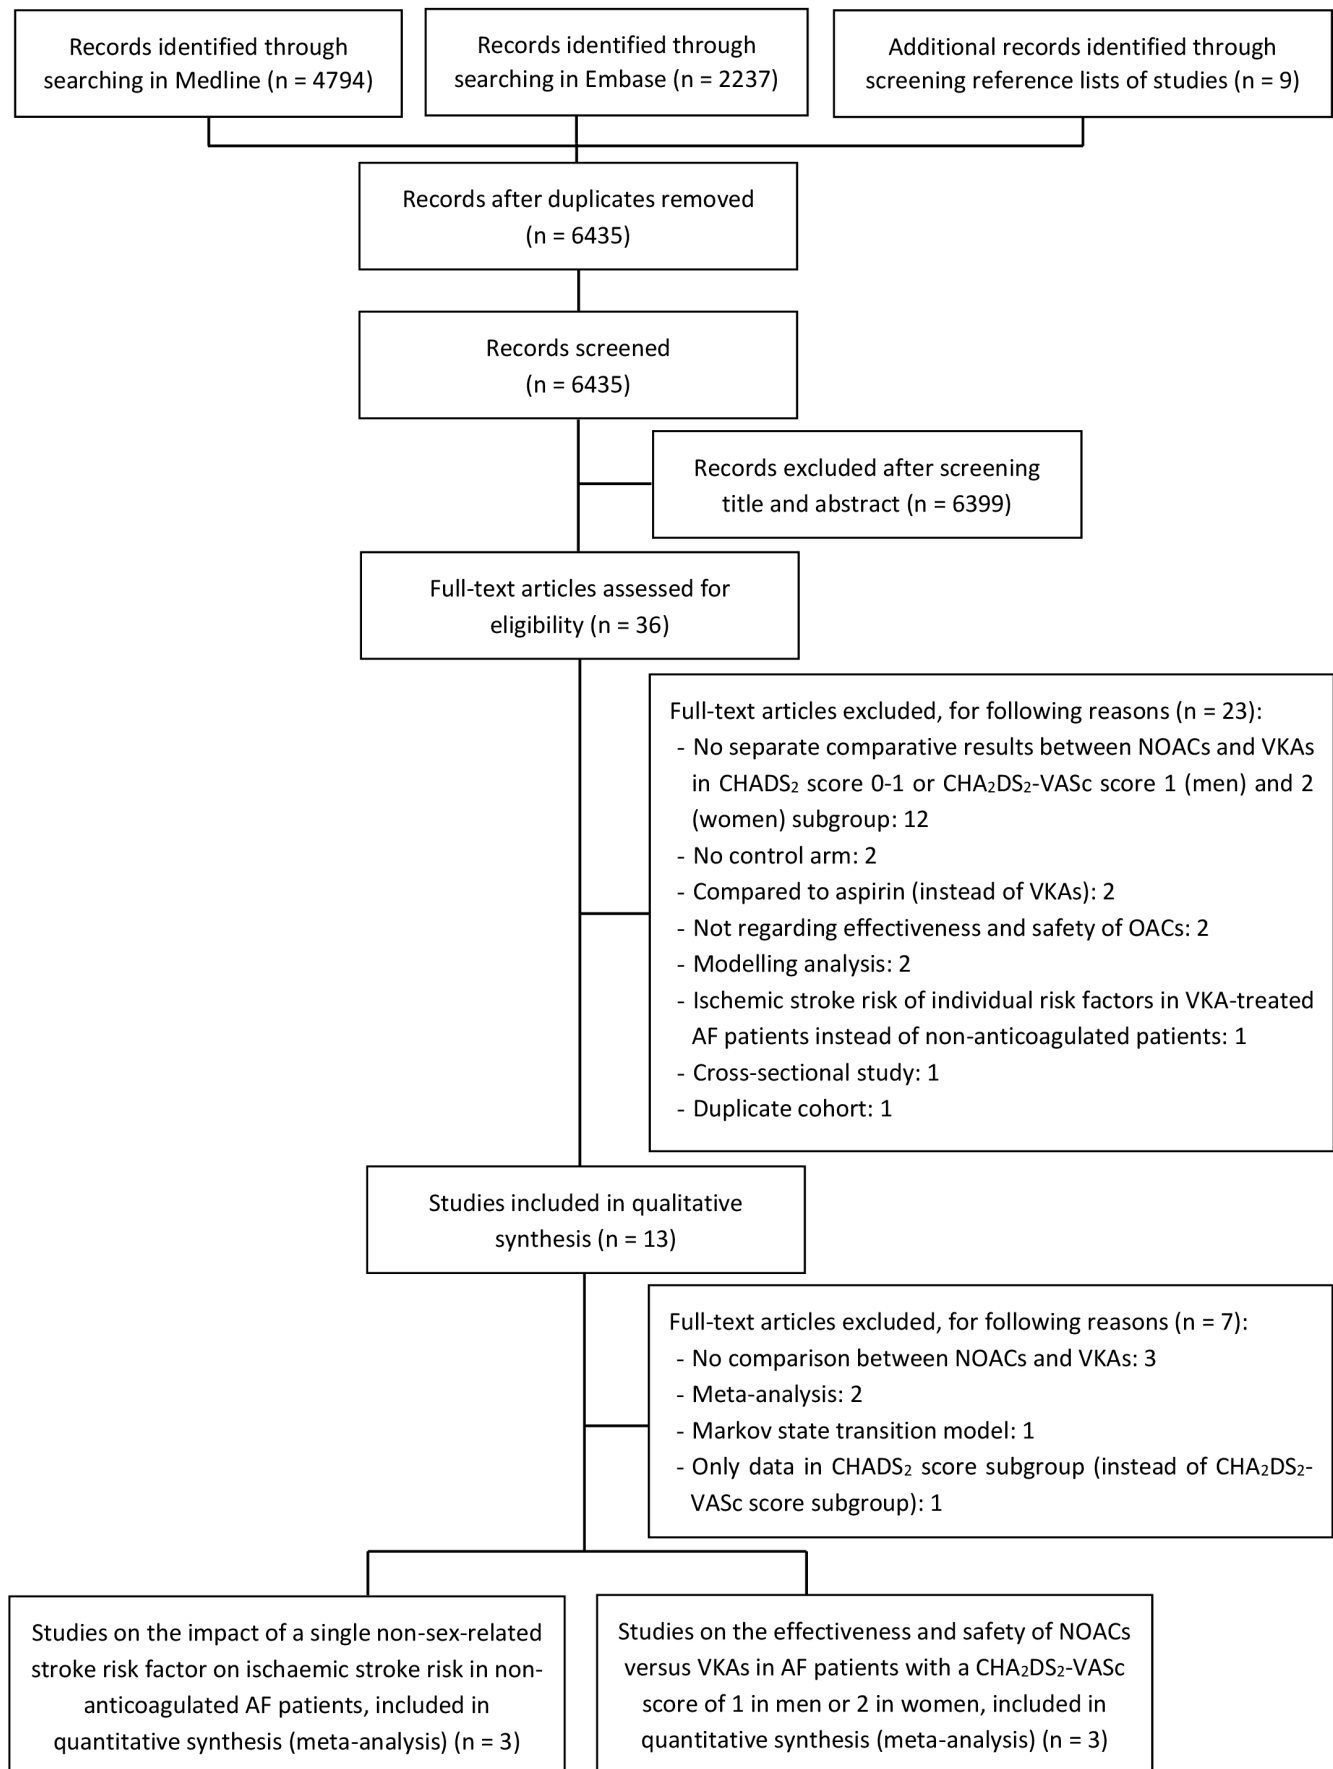 Records identified through
searching in Medline (n = 4794)
Records identified through
searching in Embase (n = 2237)
Additional records identified through
screening reference lists of studies (n = 9)
Records after duplicates removed
(n = 6435)
Records screened
(n = 6435)
Records excluded after screening
title and abstract (n = 6399)
Full-text articles assessed for
eligibility (n = 36)
Full-text articles excluded, for following reasons (n = 23):
- No separate comparative results between NOACs and VKAs
in CHADS₂ score 0-1 or CHA₂DS₂-VASc score 1 (men) and 2
(women) subgroup: 12
- No control arm: 2
- Compared to aspirin (instead of VKAs): 2
- Not regarding effectiveness and safety of OACs: 2
- Modelling analysis: 2
- Ischemic stroke risk of individual risk factors in VKA-treated
AF patients instead of non-anticoagulated patients: 1
- Cross-sectional study: 1
- Duplicate cohort: 1
Studies included in qualitative
synthesis (n = 13)
Full-text articles excluded, for following reasons (n = 7):
- No comparison between NOACs and VKAs: 3
- Meta-analysis: 2
- Markov state transition model: 1
- Only data in CHADS₂ score subgroup (instead of CHA₂DS₂-
VASc score subgroup): 1
Studies on the impact of a single non-sex-related
stroke risk factor on ischaemic stroke risk in non-
anticoagulated AF patients, included in
quantitative synthesis (meta-analysis) (n = 3)
Studies on the effectiveness and safety of NOACs
versus VKAs in AF patients with a CHA₂DS₂-VASc
score of 1 in men or 2 in women, included in
quantitative synthesis (meta-analysis) (n = 3)